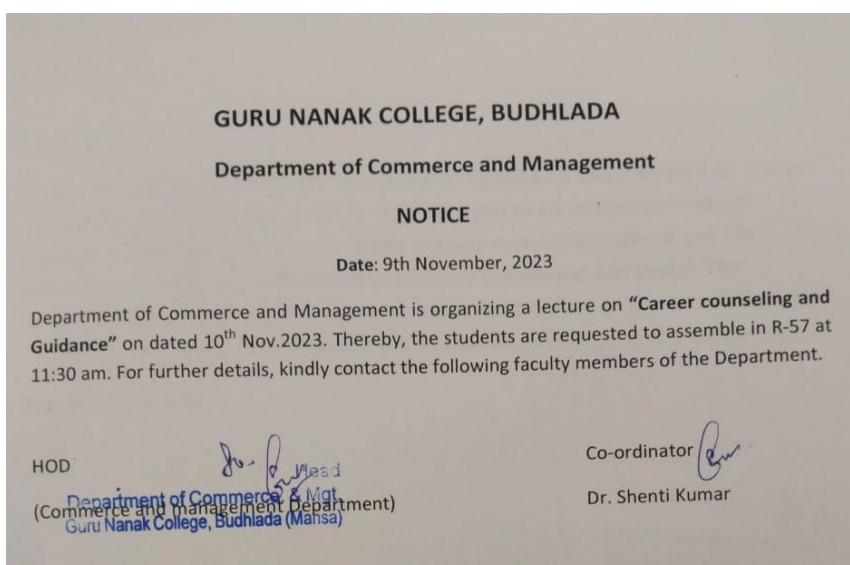 GURU NANAK COLLEGE, BUDHLADA
Department of Commerce and Management
NOTICE
Date: 9th November, 2023
Department of Commerce and Management is organizing a lecture on “Career counseling and
Guidance” on dated 10th Nov.2023. Thereby, the students are requested to assemble in R-57 at
11:30 am. For further details, kindly contact the following faculty members of the Department.
HOD
Co-ordinator
Head
Department of Commerce & Mgt.
Guru Nanak College, Budhlada (Mansa)
(Commerce and management Department)
Dr. Shenti Kumar